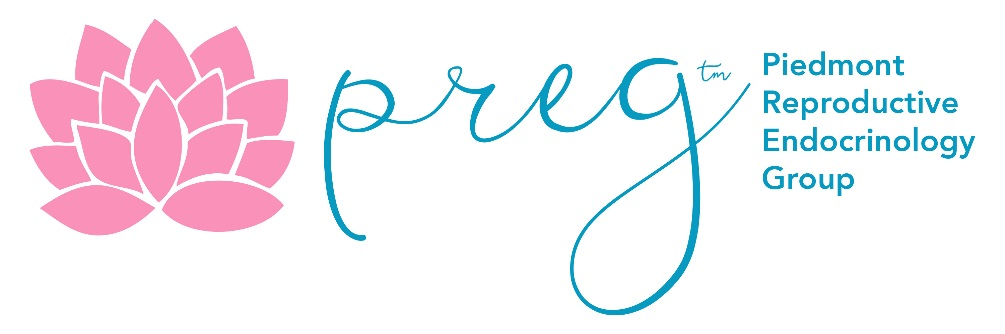 preg tm
Piedmont
Reproductive
Endocrinology
Group